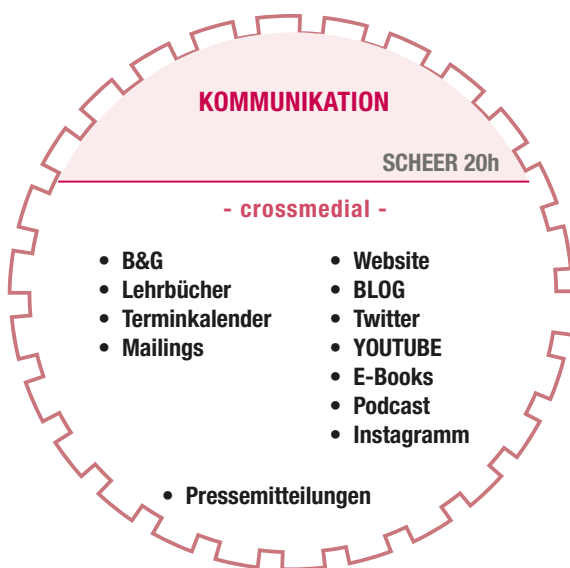 KOMMUNIKATION
SCHEER 20h
- crossmedial -
• B&G
• Lehrbücher
• Terminkalender
• Mailings
• Website
• BLOG
• Twitter
• YOUTUBE
• E-Books
• Podcast
• Instagramm
• Pressemitteilungen